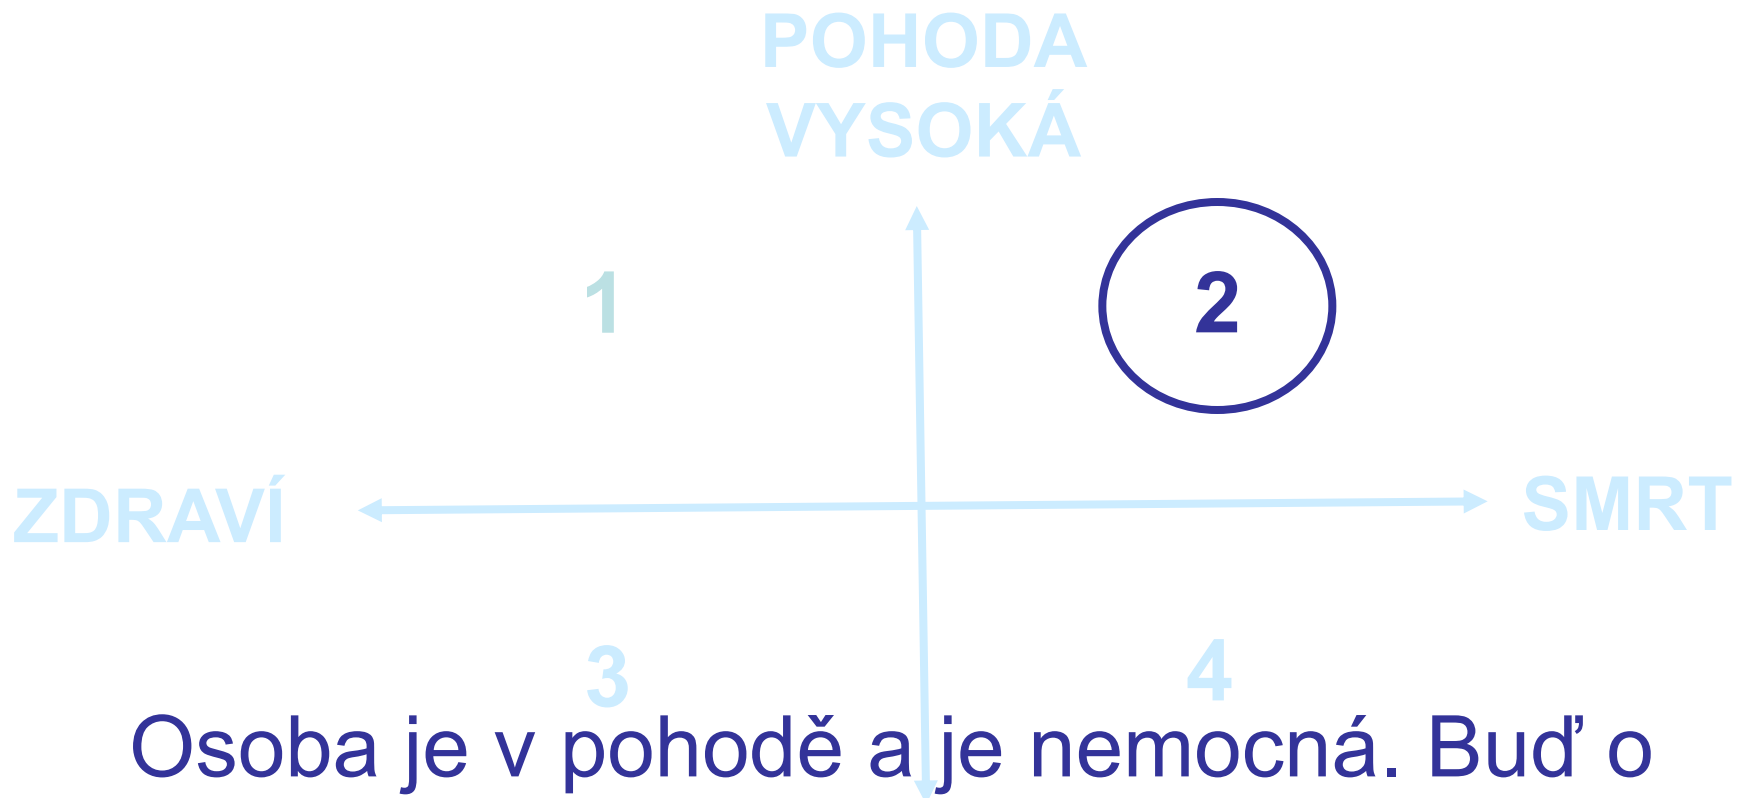 POHODA
VYSOKÁ
1
2
ZDRAVÍ
SMRT
3
4
Osoba je v pohodě a je nemocná. Buď o